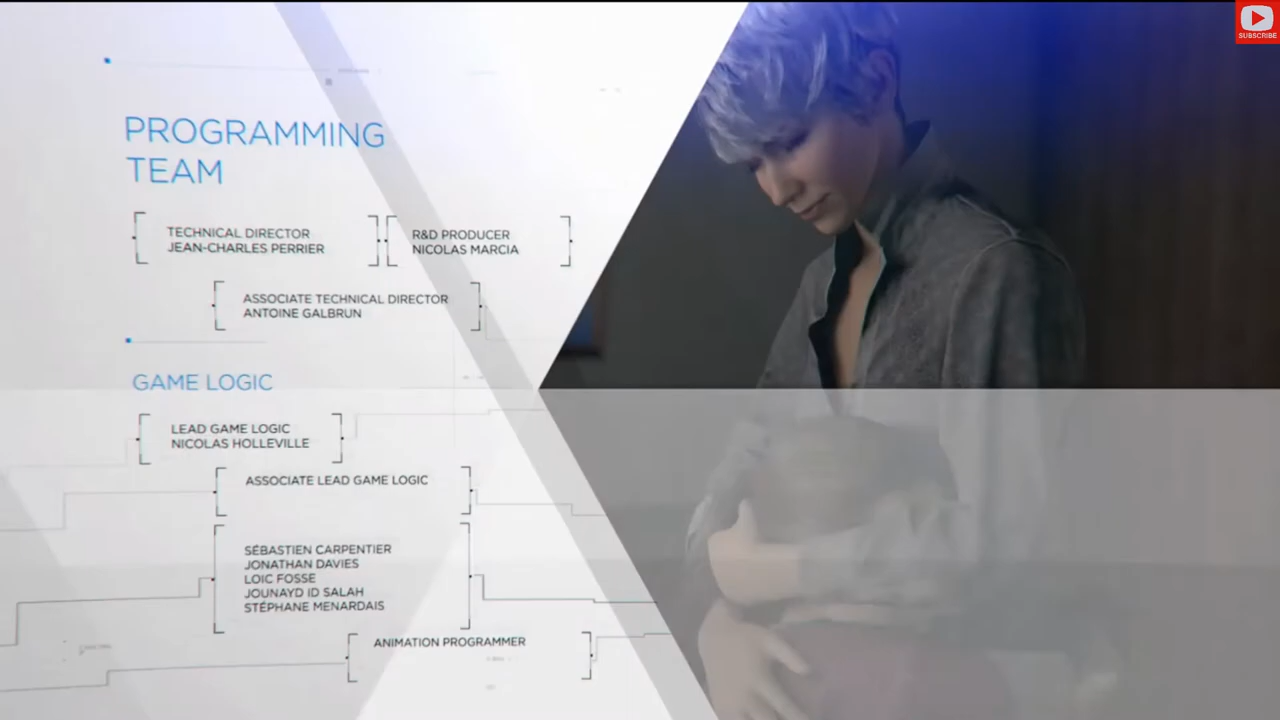 SUBSCRIBE
PROGRAMMING
TEAM
TECHNICAL DIRECTOR
JEAN-CHARLES PERRIER
R&D PRODUCER
NICOLAS MARCIA
ASSOCIATE TECHNICAL DIRECTOR
ANTOINE GALBRUN
GAME LOGIC
LEAD GAME LOGIC
NICOLAS HOLLEVILLE
ASSOCIATE LEAD GAME LOGIC
SÉBASTIEN CARPENTIER
JONATHAN DAVIES
LOIC FOSSE
JOUNAYD ID SALAH
STÉPHANE MENARDAIS
ANIMATION PROGRAMMER